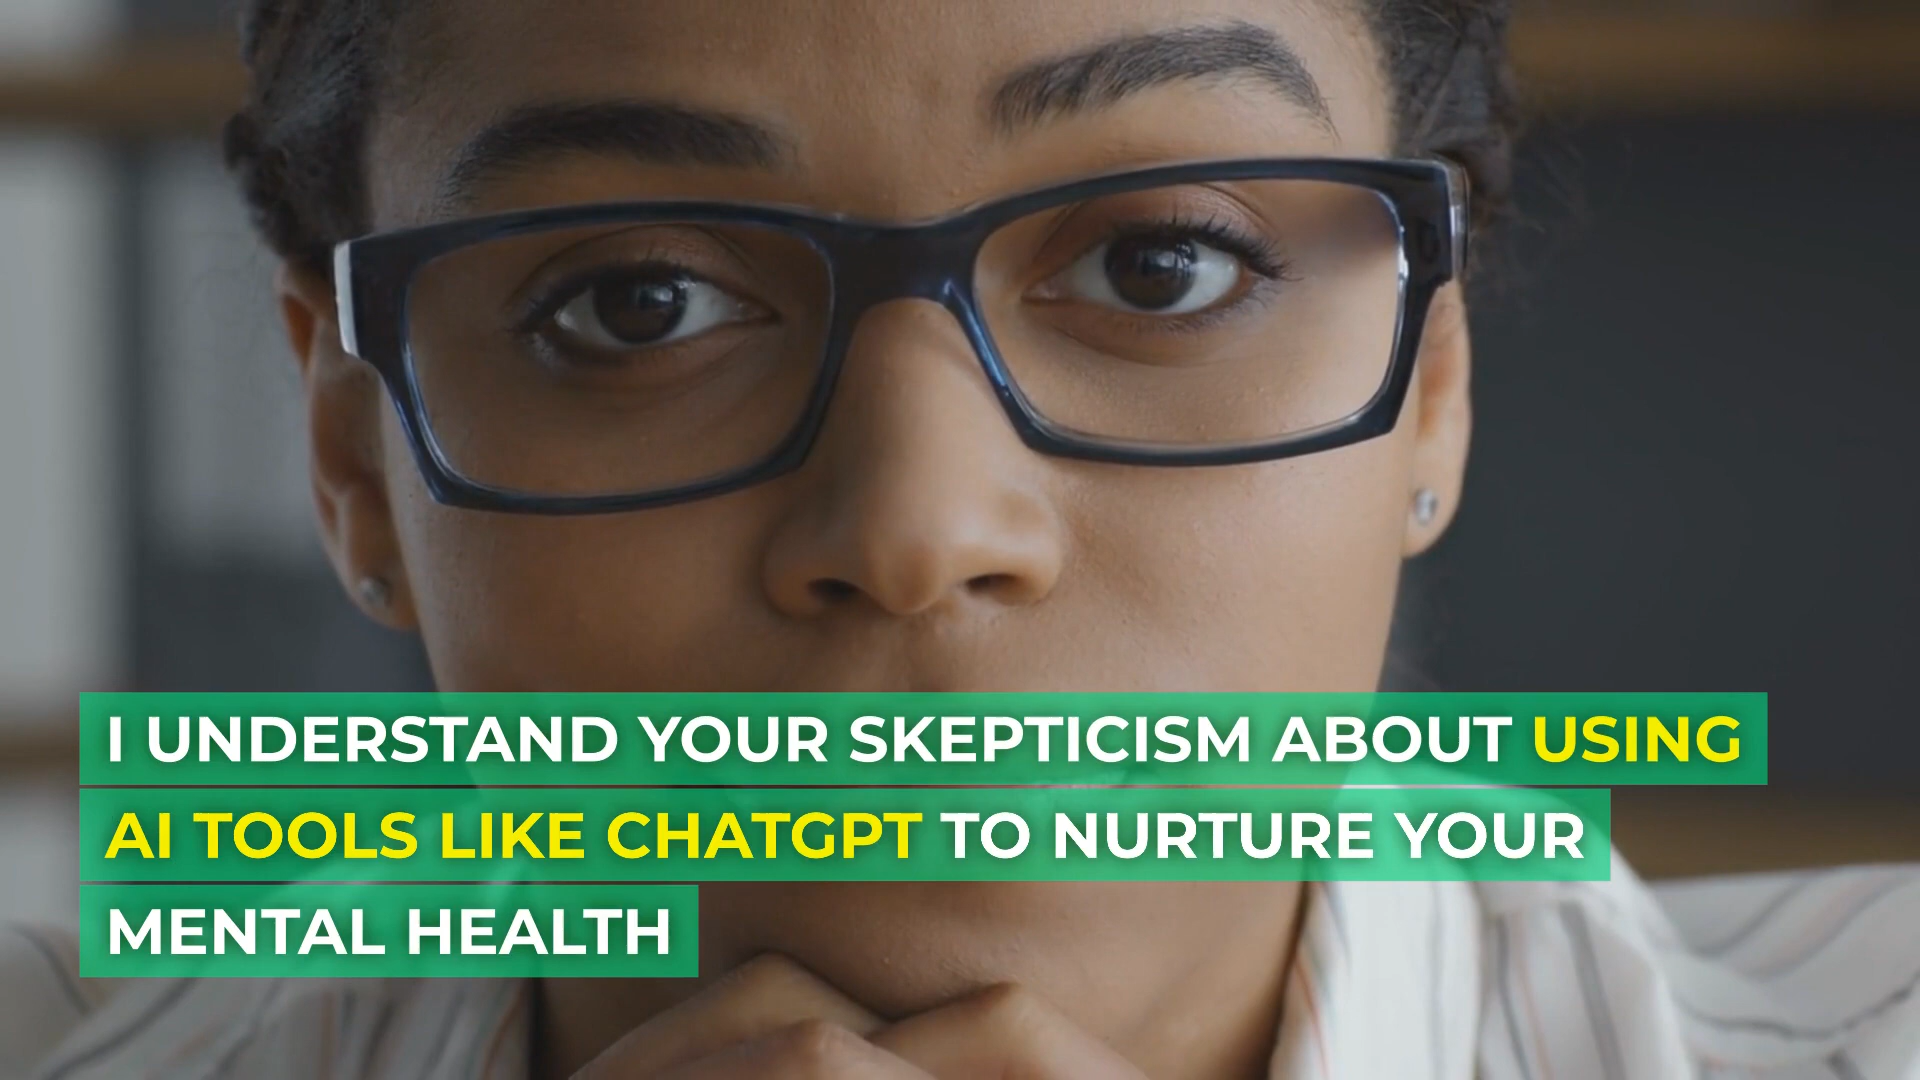 I UNDERSTAND YOUR SKEPTICISM ABOUT USING
AI TOOLS LIKE CHATGPT TO NURTURE YOUR
MENTAL HEALTH